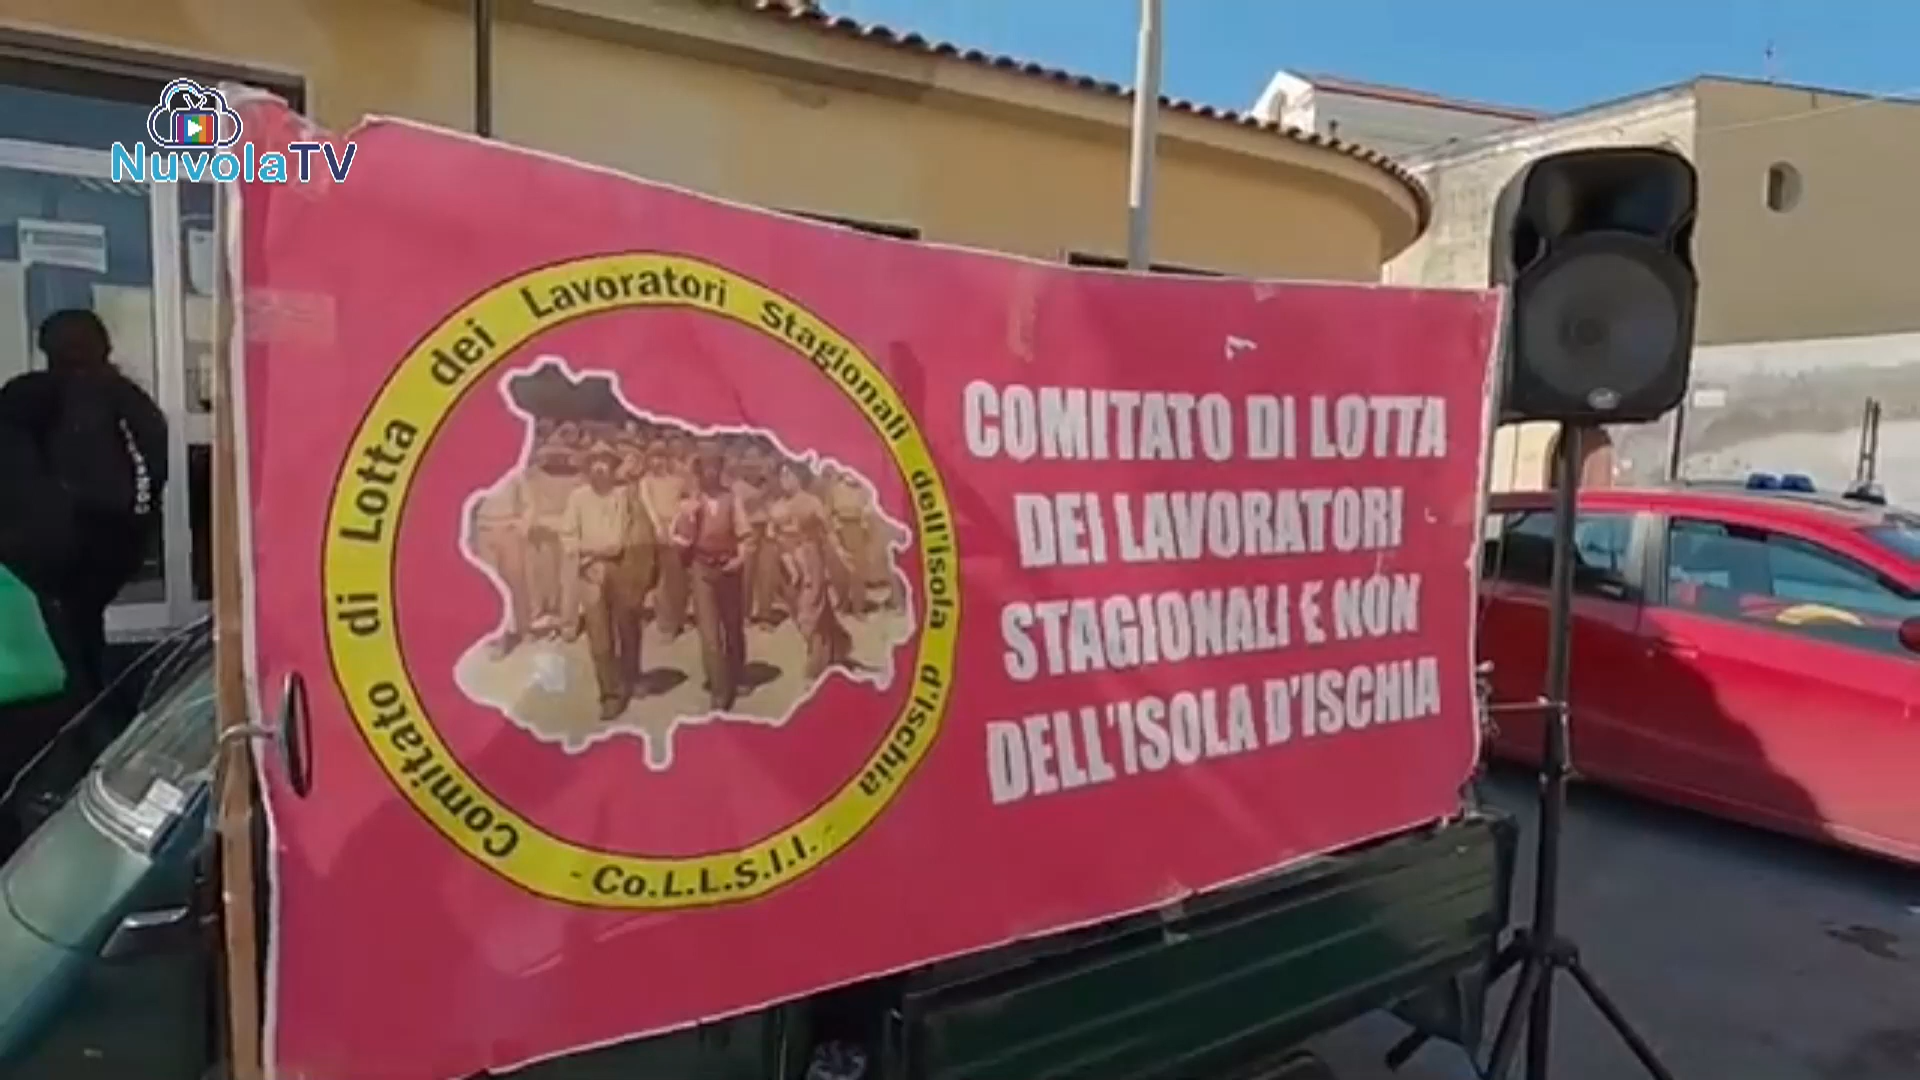 NuvolaTV
Comitato di Lotta dei Lavoratori Stagionali dell'isola d'Ischia
- Co.L.L.S.I.I. -
COMITATO DI LOTTA
DEI LAVORATORI
STAGIONALI E NON
DELL'ISOLA D'ISCHIA